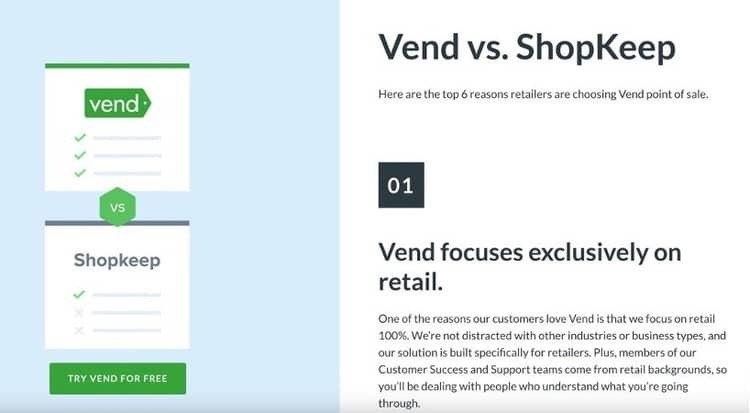 vend
VS
Shopkeep
TRY VEND FOR FREE
Vend vs. ShopKeep
Here are the top 6 reasons retailers are choosing Vend point of sale.
01
Vend focuses exclusively on
retail.
One of the reasons our customers love Vend is that we focus on retail
100%. We're not distracted with other industries or business types, and
our solution is built specifically for retailers. Plus, members of our
Customer Success and Support teams come from retail backgrounds, so
you'll be dealing with people who understand what you're going
through.